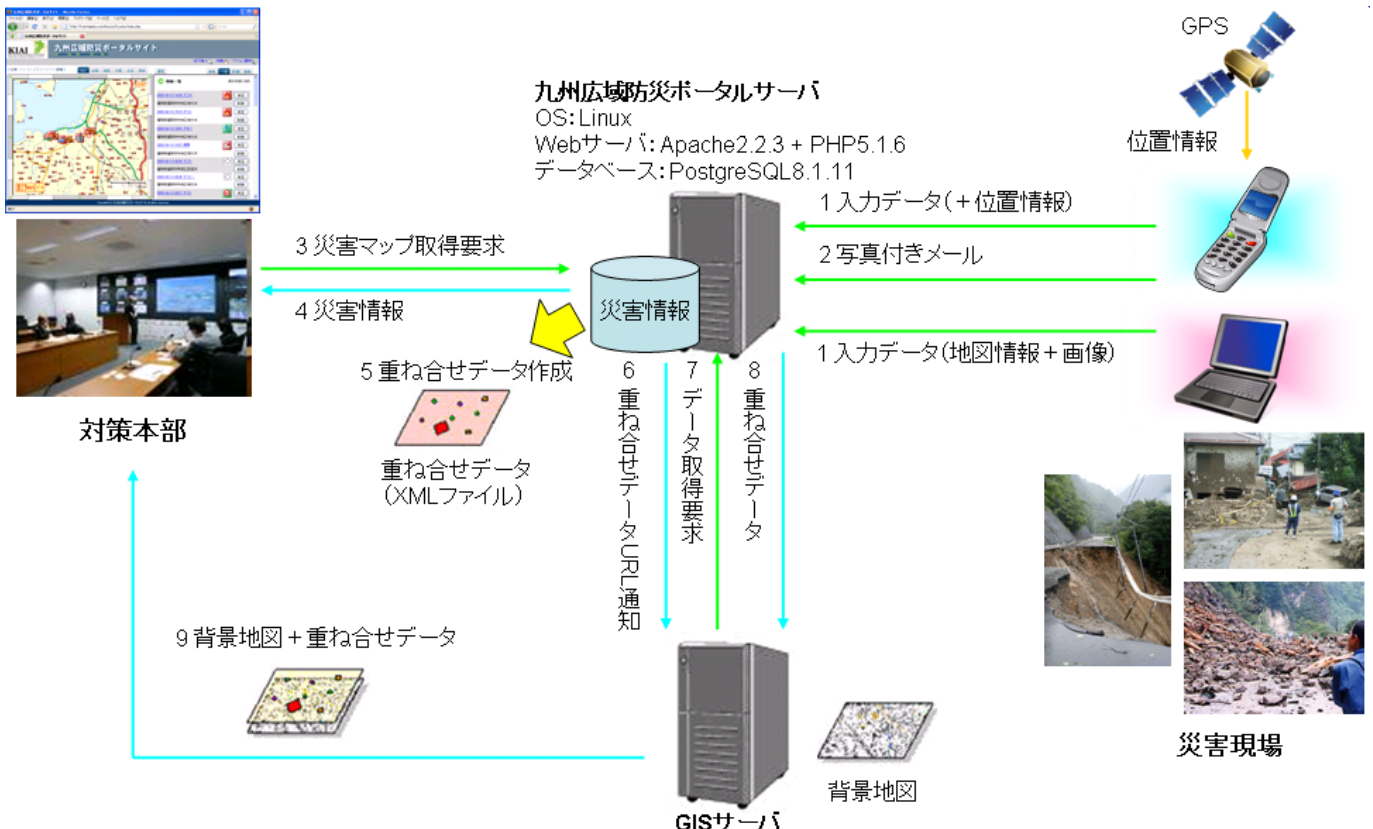 GPS
KIAI
九州広域防災ポータルサイト
九州広域防災ポータルサーバ
OS:Linux
Webサーバ:Apache2.2.3 + PHP5.1.6
データベース:PostgreSQL8.1.11
位置情報
1 入力データ(+位置情報)
2 写真付きメール
3 災害マップ取得要求
災害情報
4 災害情報
1 入力データ(地図情報+画像)
5 重ね合せデータ作成
6 重ね合せデータURL通知
7 データ取得要求
8 重ね合せデータ
対策本部
重ね合せデータ
(XMLファイル)
9 背景地図+重ね合せデータ
災害現場
背景地図
GISサーバ